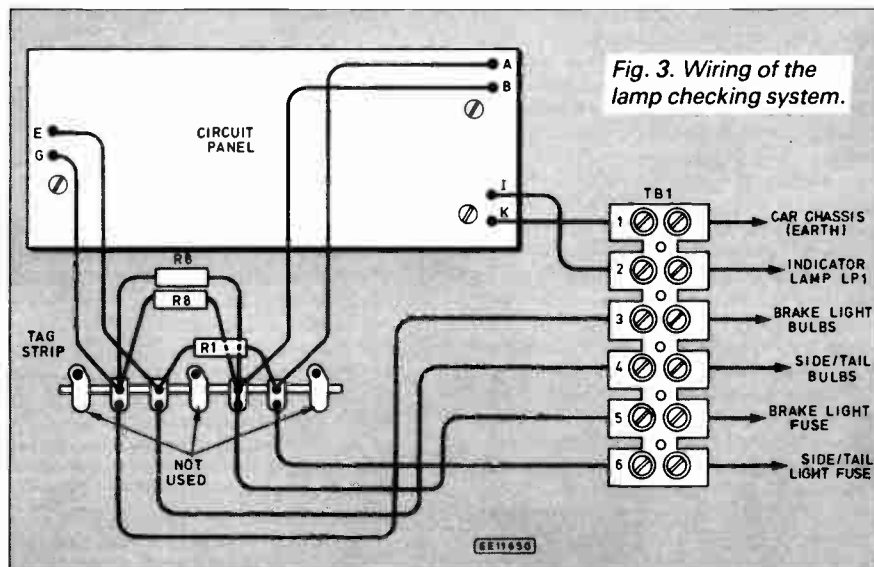 Fig. 3. Wiring of the
lamp checking system.
A
B
E
G
CIRCUIT
PANEL
I
K
TB1
1
CAR CHASSIS
(EARTH)
2
INDICATOR
LAMP LP1
3
BRAKE LIGHT
BULBS
4
SIDE/TAIL
BULBS
5
BRAKE LIGHT
FUSE
6
SIDE/TAIL
LIGHT FUSE
R6
R8
R1
TAG
STRIP
NOT
USED
EE1165G